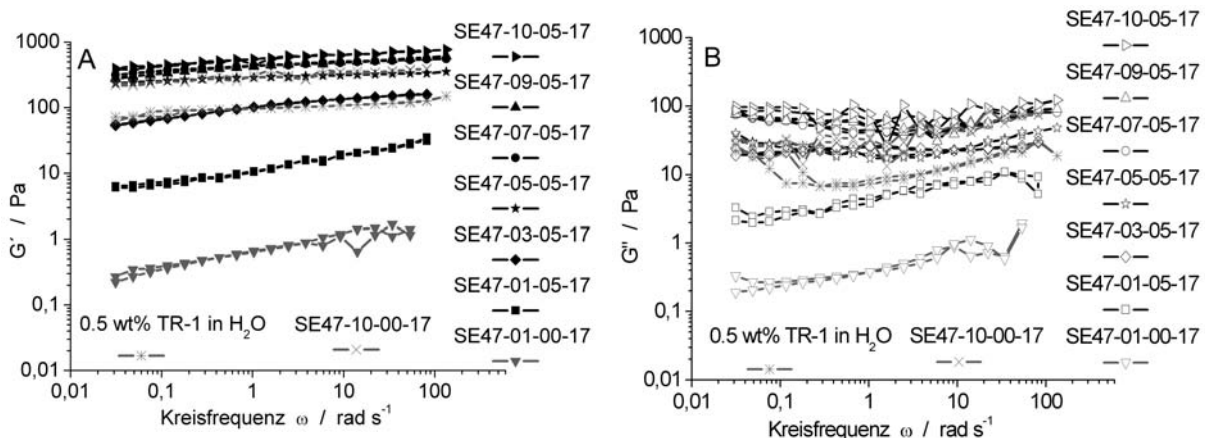 A
1000
100
10
1
0,1
0,01
G´ / Pa
0,01
0,1
1
10
100
Kreisfrequenz ω / rad s⁻¹
0.5 wt% TR-1 in H₂O
SE47-10-00-17
SE47-10-05-17
SE47-09-05-17
SE47-07-05-17
SE47-05-05-17
SE47-03-05-17
SE47-01-05-17
SE47-01-00-17
B
1000
100
10
1
0,1
0,01
G'' / Pa
0,01
0,1
1
10
100
Kreisfrequenz ω / rad s⁻¹
0.5 wt% TR-1 in H₂O
SE47-10-00-17
SE47-10-05-17
SE47-09-05-17
SE47-07-05-17
SE47-05-05-17
SE47-03-05-17
SE47-01-05-17
SE47-01-00-17